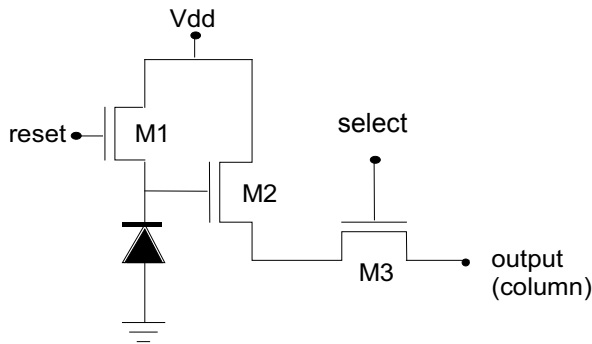 Vdd
reset
M1
select
M2
M3
output
(column)